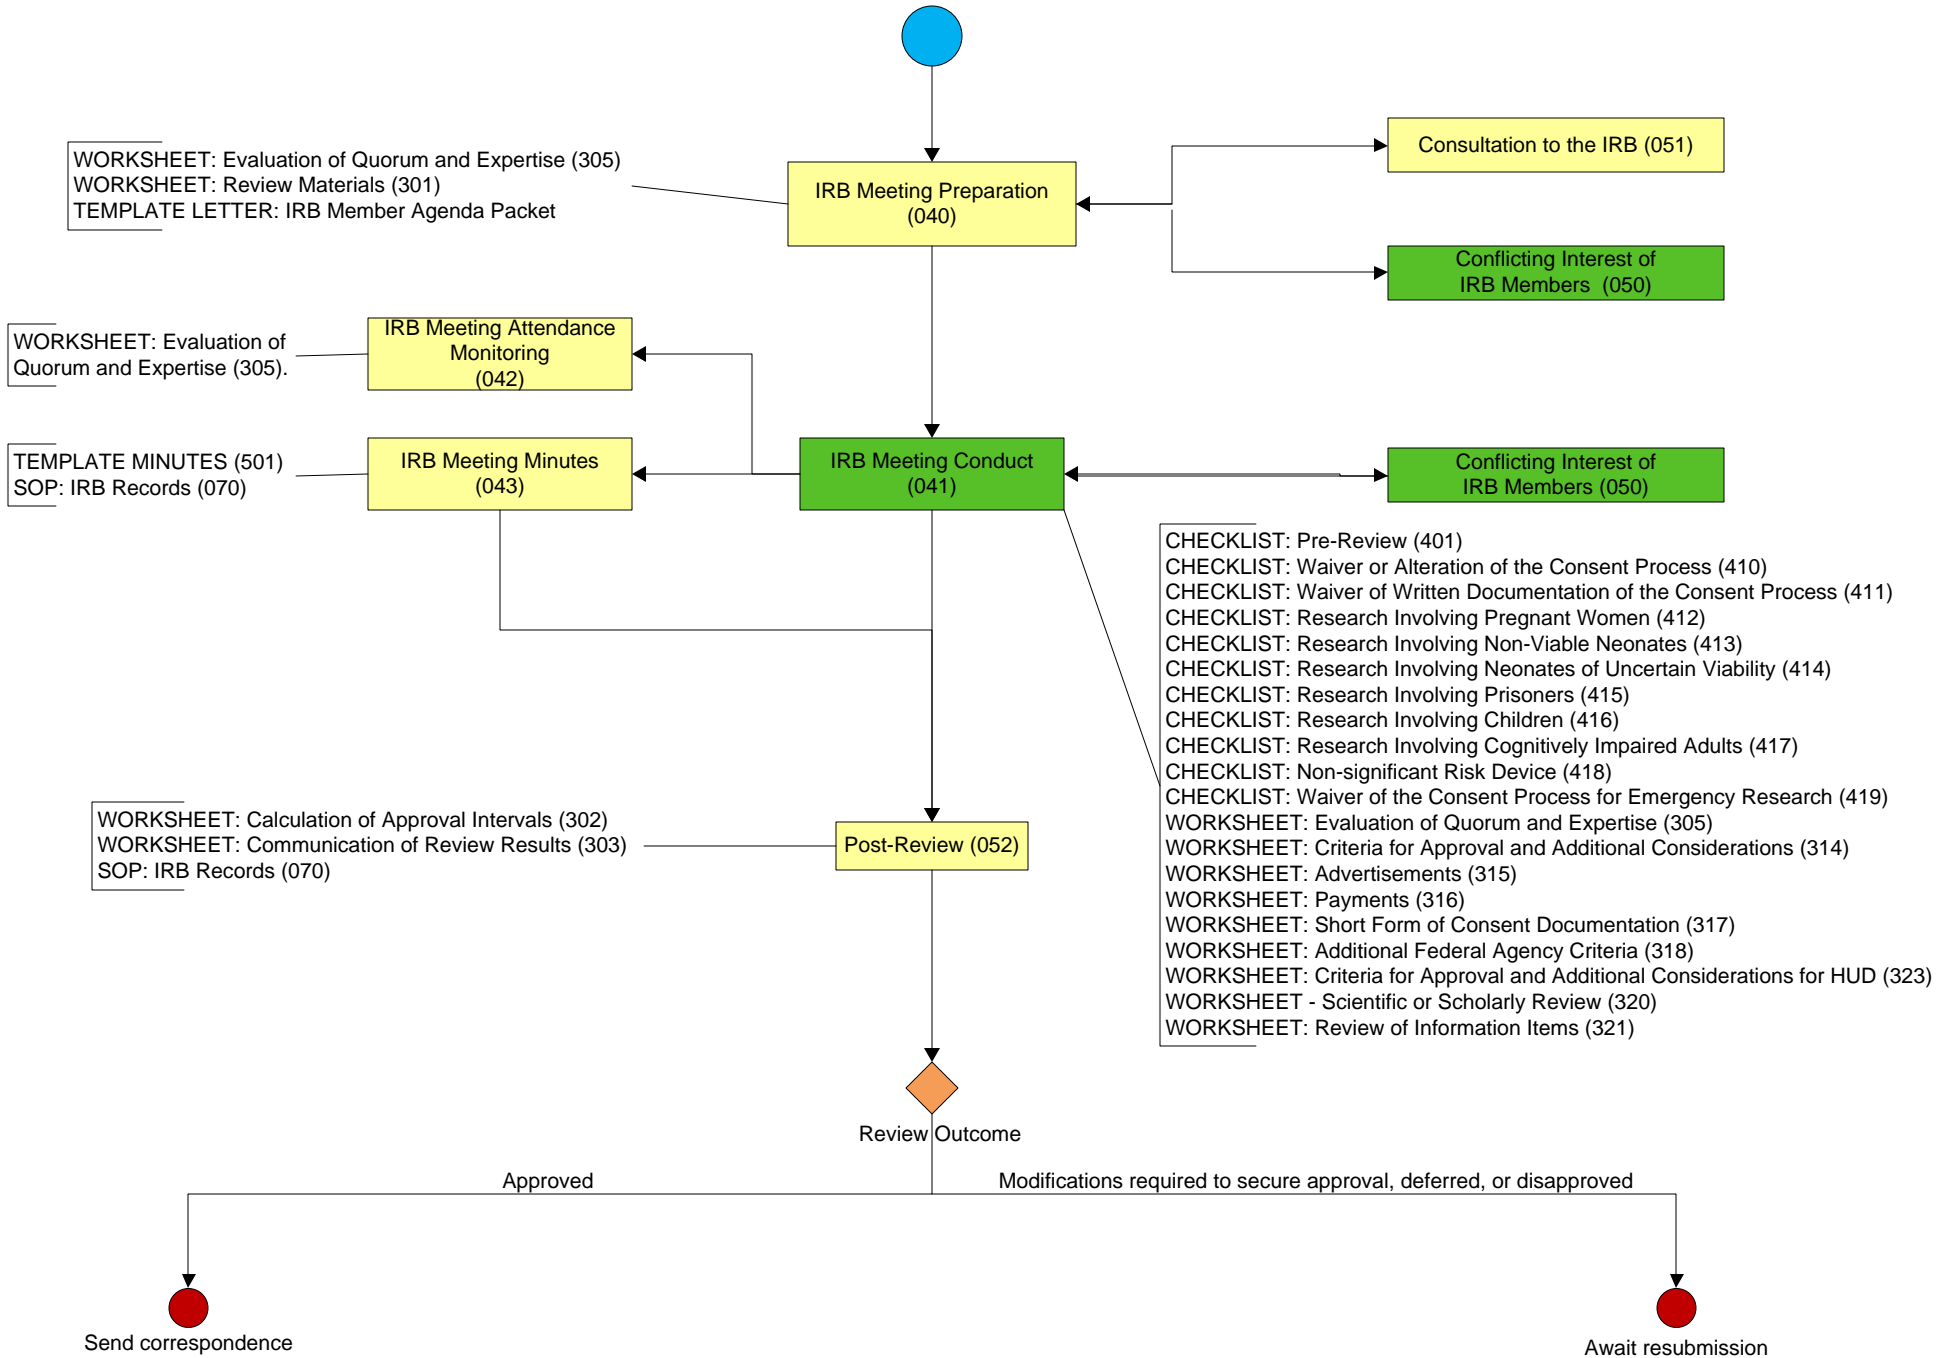 WORKSHEET: Evaluation of Quorum and Expertise (305)
WORKSHEET: Review Materials (301)
TEMPLATE LETTER: IRB Member Agenda Packet
IRB Meeting Preparation
(040)
Consultation to the IRB (051)
Conflicting Interest of
IRB Members  (050)
WORKSHEET: Evaluation of
Quorum and Expertise (305).
IRB Meeting Attendance
Monitoring
(042)
TEMPLATE MINUTES (501)
SOP: IRB Records (070)
IRB Meeting Minutes
(043)
IRB Meeting Conduct
(041)
Conflicting Interest of
IRB Members (050)
CHECKLIST: Pre-Review (401)
CHECKLIST: Waiver or Alteration of the Consent Process (410)
CHECKLIST: Waiver of Written Documentation of the Consent Process (411)
CHECKLIST: Research Involving Pregnant Women (412)
CHECKLIST: Research Involving Non-Viable Neonates (413)
CHECKLIST: Research Involving Neonates of Uncertain Viability (414)
CHECKLIST: Research Involving Prisoners (415)
CHECKLIST: Research Involving Children (416)
CHECKLIST: Research Involving Cognitively Impaired Adults (417)
CHECKLIST: Non-significant Risk Device (418)
CHECKLIST: Waiver of the Consent Process for Emergency Research (419)
WORKSHEET: Evaluation of Quorum and Expertise (305)
WORKSHEET: Criteria for Approval and Additional Considerations (314)
WORKSHEET: Advertisements (315)
WORKSHEET: Payments (316)
WORKSHEET: Short Form of Consent Documentation (317)
WORKSHEET: Additional Federal Agency Criteria (318)
WORKSHEET: Criteria for Approval and Additional Considerations for HUD (323)
WORKSHEET - Scientific or Scholarly Review (320)
WORKSHEET: Review of Information Items (321)
WORKSHEET: Calculation of Approval Intervals (302)
WORKSHEET: Communication of Review Results (303)
SOP: IRB Records (070)
Post-Review (052)
Review Outcome
Approved
Modifications required to secure approval, deferred, or disapproved
Send correspondence
Await resubmission